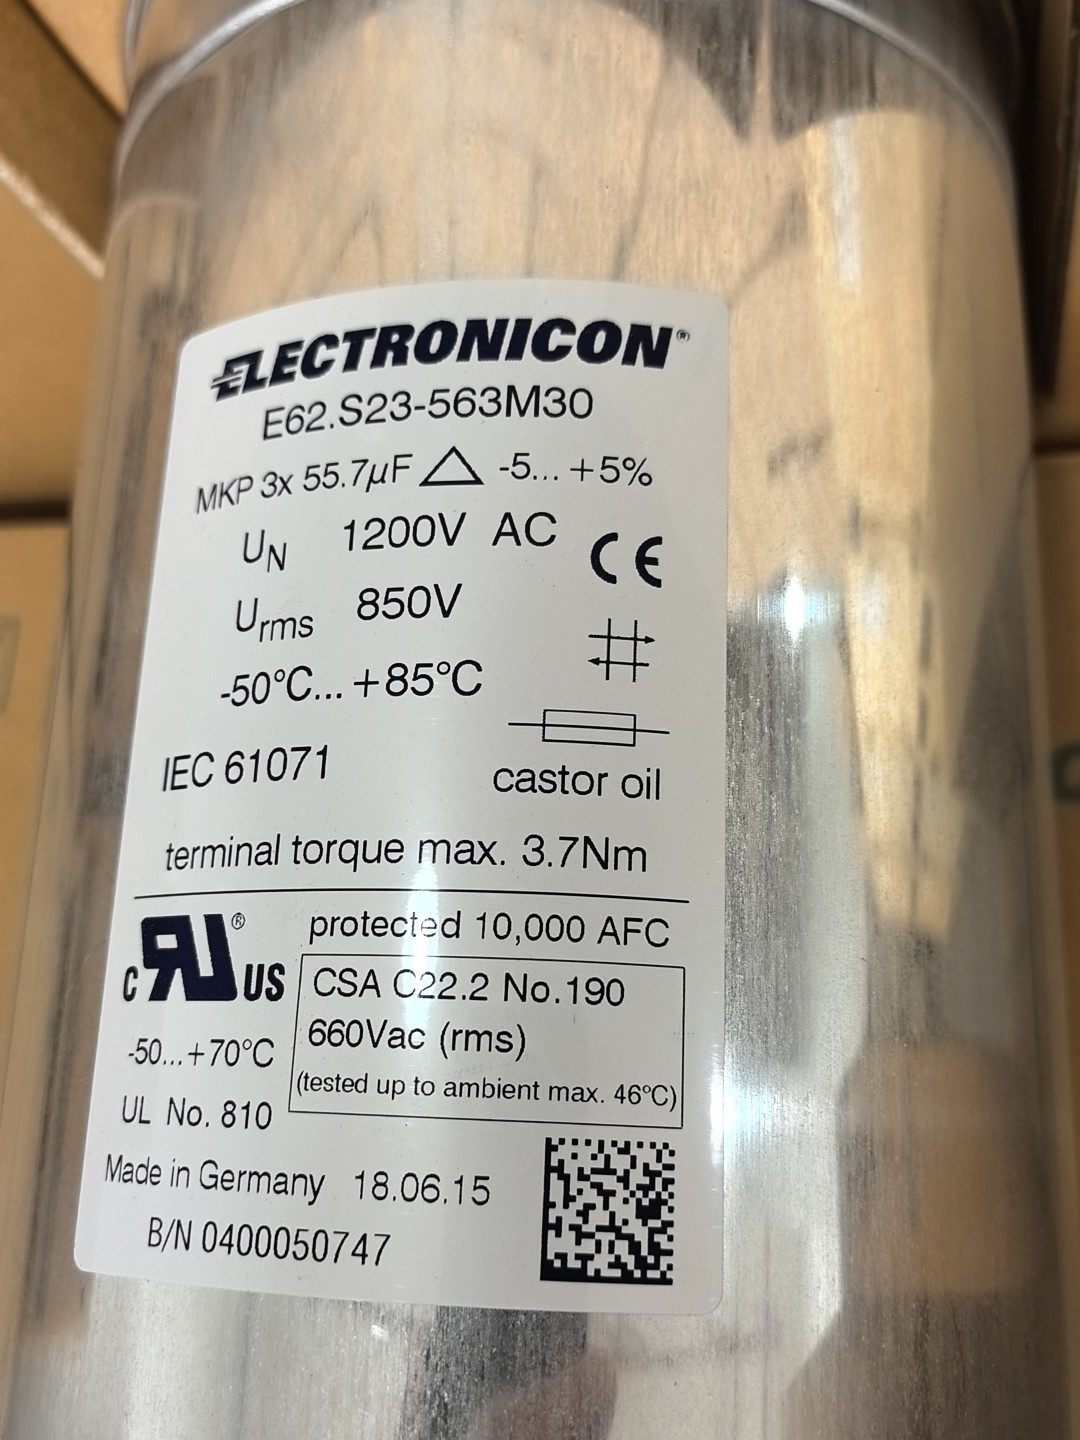 ELECTRONICON®
E62.S23-563M30
MKP 3x 55.7µF △ -5... +5%
UN 1200V AC
CE
Urms 850V
-50°C... +85°C
IEC 61071
castor oil
terminal torque max. 3.7Nm
c RU ® US
protected 10,000 AFC
CSA C22.2 No.190
660Vac (rms)
(tested up to ambient max. 46°C)
-50...+70°C
UL No. 810
Made in Germany 18.06.15
B/N 0400050747